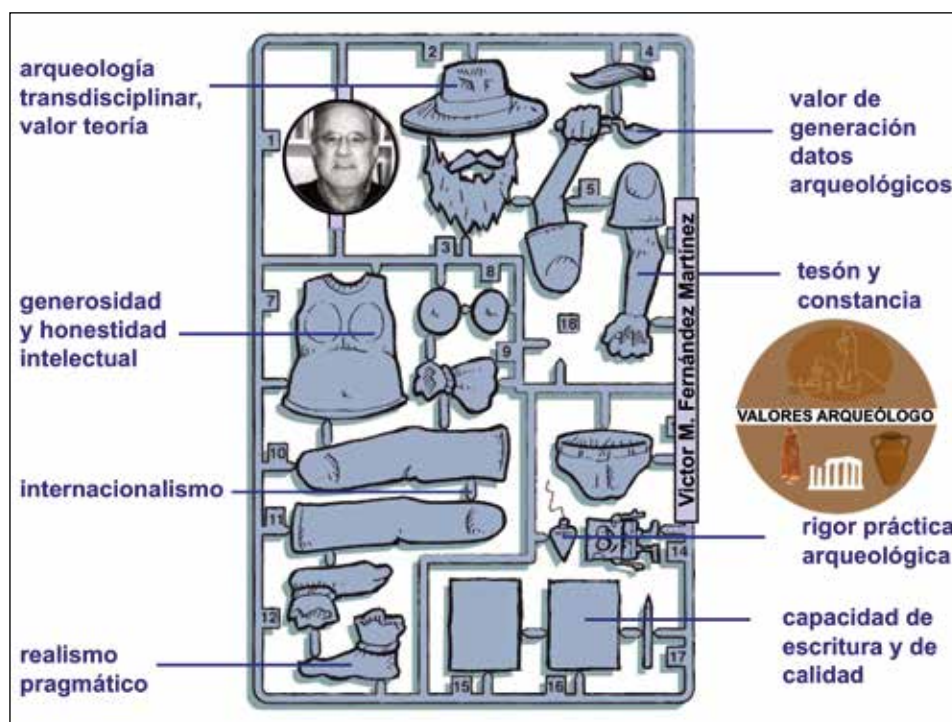 arqueología
transdisciplinar,
valor teoría
generosidad
y honestidad
intelectual
internacionalismo
realismo
pragmático
1
2
3
4
5
7
8
9
10
11
12
14
15
16
17
18
Víctor M. Fernández Martínez
valor de
generación
datos
arqueológicos
tesón y
constancia
VALORES ARQUEÓLOGO
rigor práctica
arqueológica
capacidad de
escritura y de
calidad